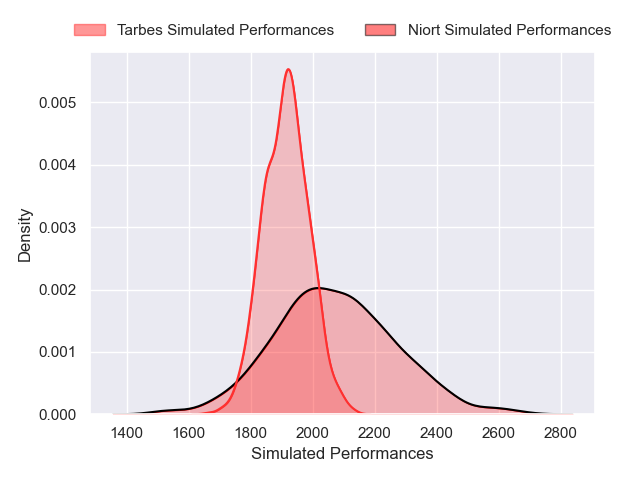 Tarbes Simulated Performances
Niort Simulated Performances
Density
0.005
0.004
0.003
0.002
0.001
0.000
1400 1600 1800 2000 2200 2400 2600 2800
Simulated Performances